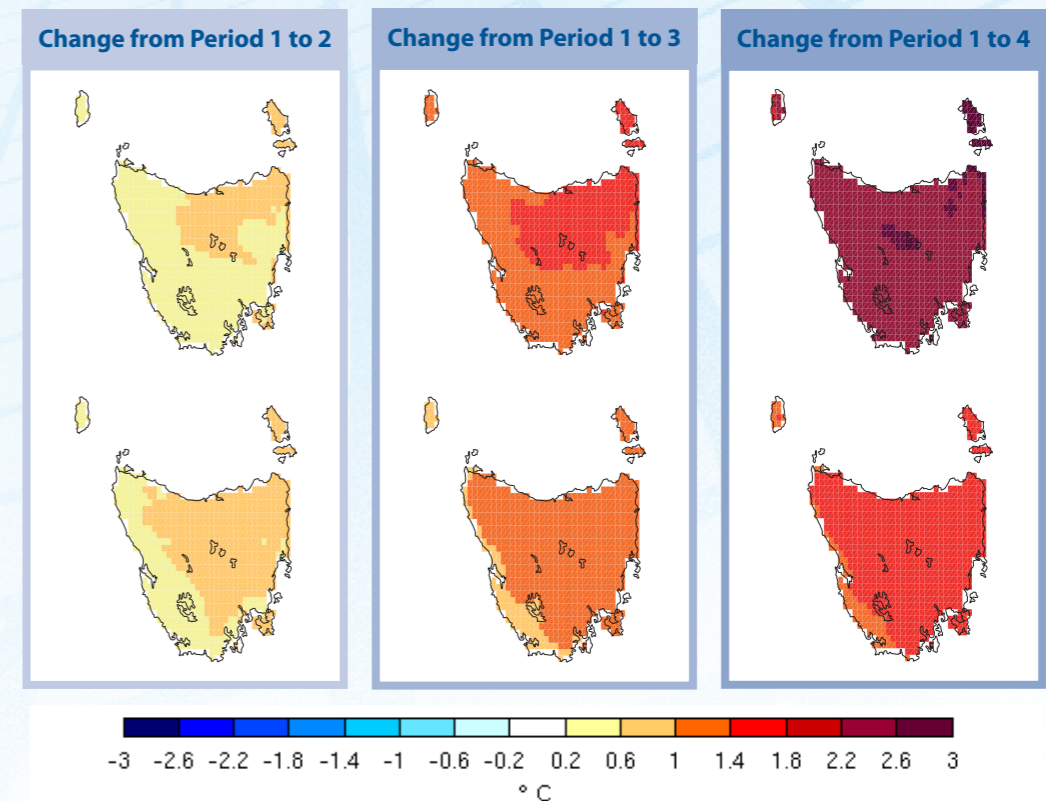 Change from Period 1 to 2
Change from Period 1 to 3
Change from Period 1 to 4
-3 -2.6 -2.2 -1.8 -1.4 -1 -0.6 -0.2 0.2 0.6 1 1.4 1.8 2.2 2.6 3
° C